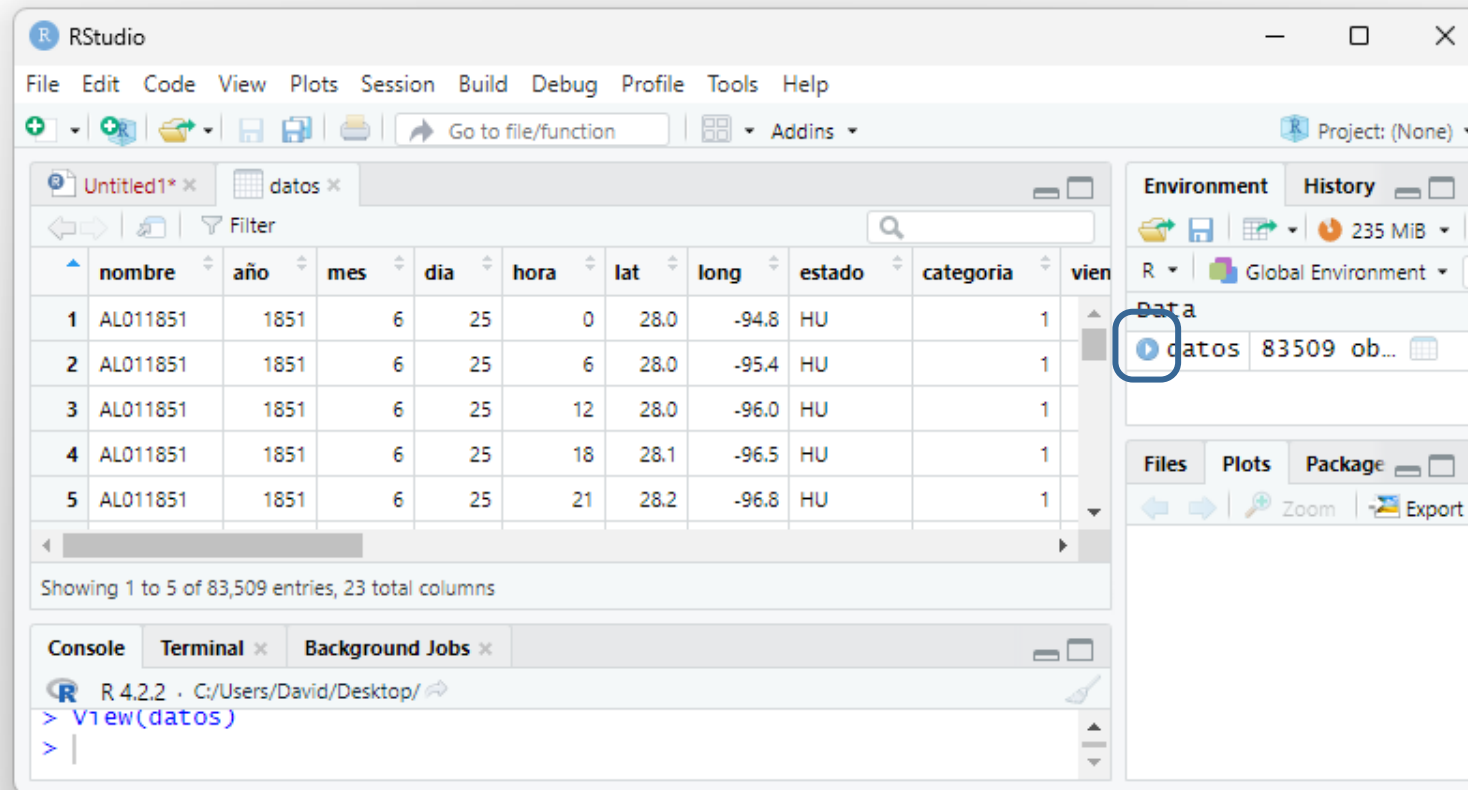 RStudio
File Edit Code View Plots Session Build Debug Profile Tools Help
Go to file/function Addins Project: (None)
Untitled1* datos
Filter
nombre año mes dia hora lat long estado categoria vien
1 AL011851 1851 6 25 0 28.0 -94.8 HU 1
2 AL011851 1851 6 25 6 28.0 -95.4 HU 1
3 AL011851 1851 6 25 12 28.0 -96.0 HU 1
4 AL011851 1851 6 25 18 28.1 -96.5 HU 1
5 AL011851 1851 6 25 21 28.2 -96.8 HU 1
Showing 1 to 5 of 83,509 entries, 23 total columns
Console Terminal Background Jobs
R 4.2.2 · C:/Users/David/Desktop/
> View(datos)
>
Environment History
235 MiB
R Global Environment
Data
datos 83509 ob...
Files Plots Package
Zoom Export